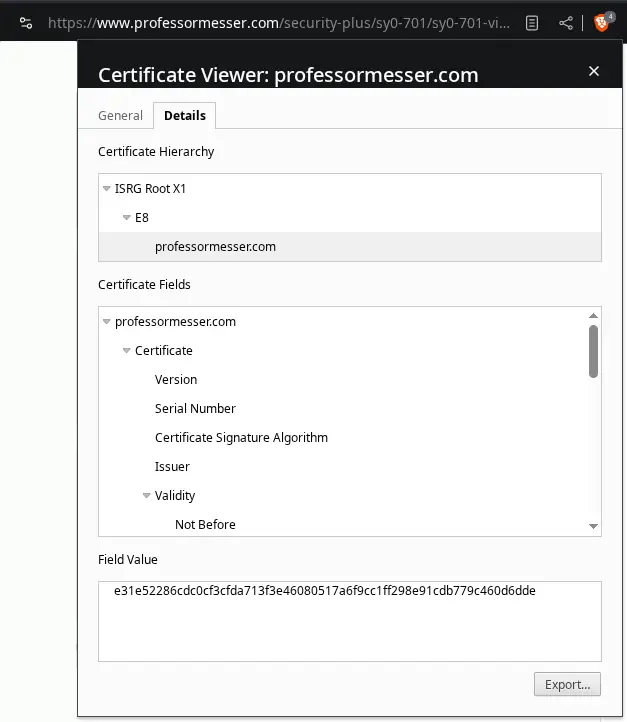 https://www.professormesser.com/security-plus/sy0-701/sy0-701-vi...
4
Certificate Viewer: professormesser.com
General
Details
Certificate Hierarchy
ISRG Root X1
E8
professormesser.com
Certificate Fields
professormesser.com
Certificate
Version
Serial Number
Certificate Signature Algorithm
Issuer
Validity
Not Before
Field Value
e31e52286cdc0cf3cfda713f3e46080517a6f9cc1ff298e91cdb779c460d6dde
Export...